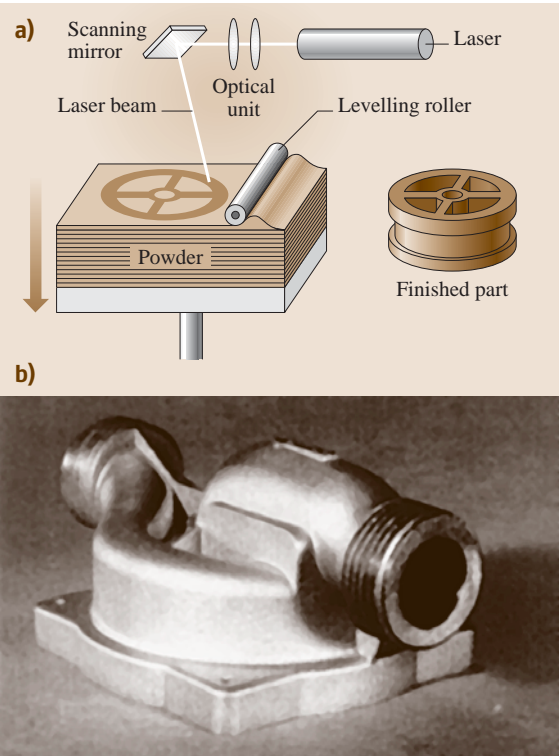 a)
Scanning
mirror
Laser
Optical
unit
Laser beam
Levelling roller
Powder
Finished part
b)